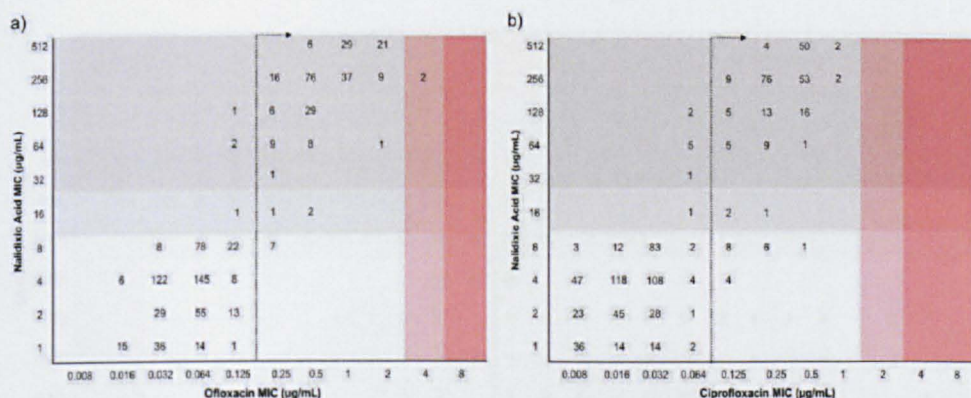 a)
Nalidixic Acid MIC (µg/mL)
512 6 29 21
256 16 76 37 9 2
128 1 6 29
64 2 9 8 1
32 1
16 1 1 2
8 8 78 22 7
4 6 122 145 8
2 29 55 13
1 15 36 14 1
0.008 0.016 0.032 0.064 0.125 0.25 0.5 1 2 4 8
Ofloxacin MIC (µg/mL)
b)
Nalidixic Acid MIC (µg/mL)
512 4 50 2
256 9 76 53 2
128 2 5 13 16
64 5 5 9 1
32 1
16 1 2 1
8 3 12 83 2 8 6 1
4 47 118 108 4 4
2 23 45 28 1
1 36 14 14 2
0.008 0.016 0.032 0.064 0.125 0.25 0.5 1 2 4 8
Ciprofloxacin MIC (µg/mL)